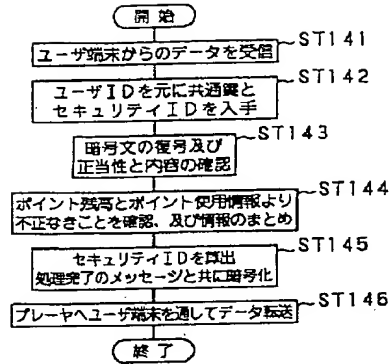 開始
ユーザ端末からのデータを受信
ST141
ユーザIDを元に共通鍵と
セキュリティIDを入手
ST142
暗号文の復号及び
正当性と内容の確認
ST143
ポイント残高とポイント使用情報より
不正なきことを確認、及び情報のまとめ
ST144
セキュリティIDを算出
処理完了のメッセージと共に暗号化
ST145
プレーヤへユーザ端末を通してデータ転送
ST146
終了